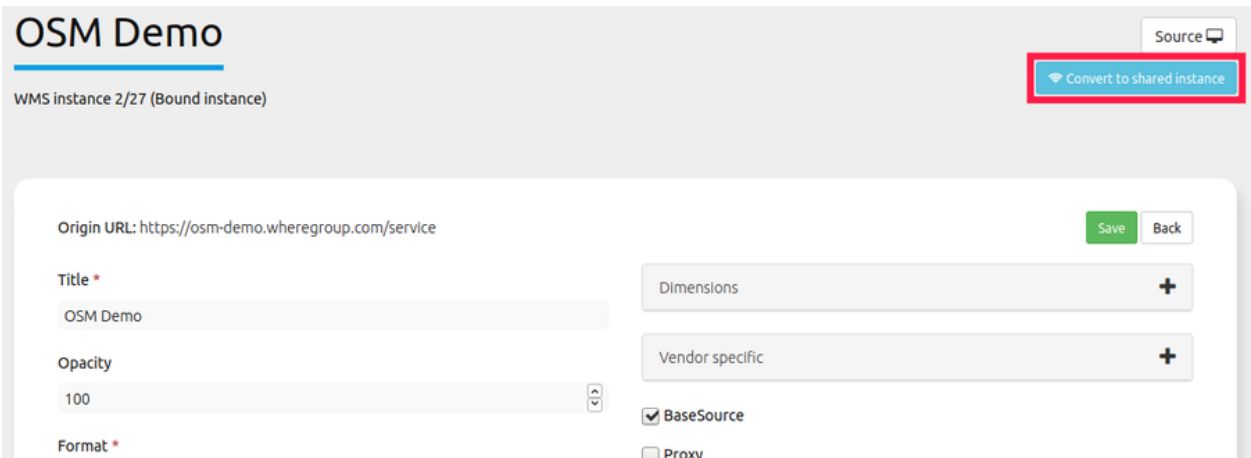 OSM Demo
Source
Convert to shared instance
WMS instance 2/27 (Bound instance)
Origin URL: https://osm-demo.wheregroup.com/service
Save
Back
Title *
OSM Demo
Opacity
100
Format *
Dimensions
Vendor specific
BaseSource
Proxy